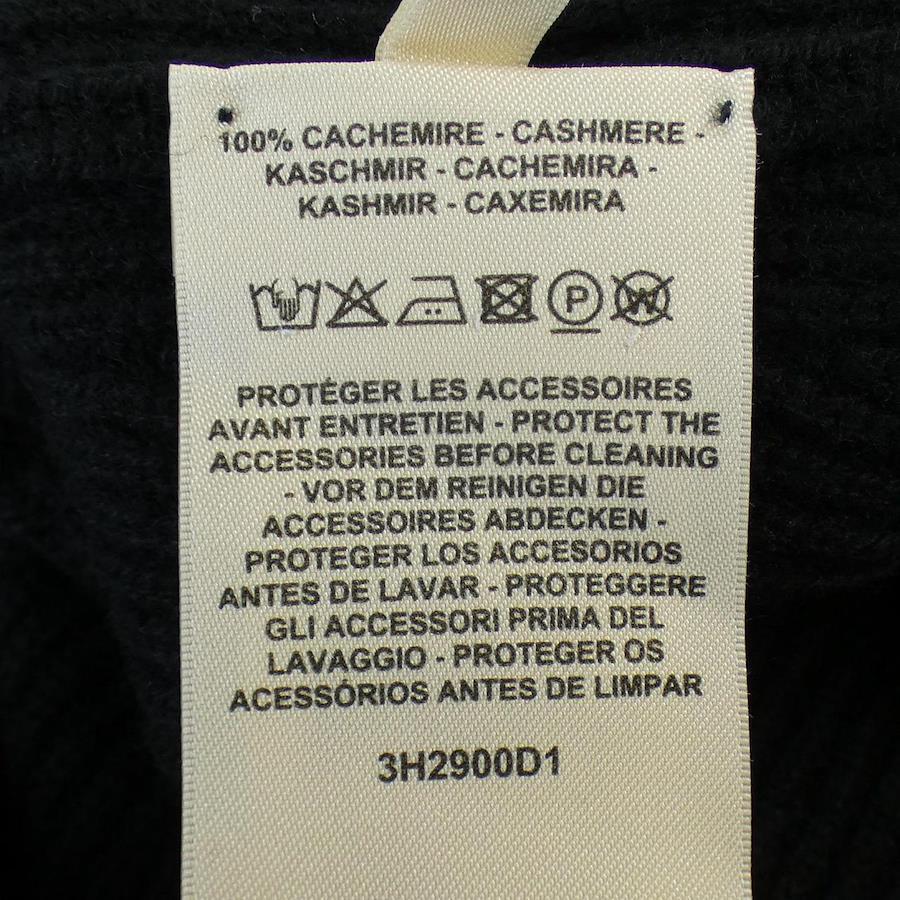 100% CACHEMIRE - CASHMERE -
KASCHMIR - CACHEMIRA -
KASHMIR - CAXEMIRA
P W
PROTÉGER LES ACCESSOIRES
AVANT ENTRETIEN - PROTECT THE
ACCESSORIES BEFORE CLEANING
- VOR DEM REINIGEN DIE
ACCESSOIRES ABDECKEN -
PROTEGER LOS ACCESORIOS
ANTES DE LAVAR - PROTEGGERE
GLI ACCESSORI PRIMA DEL
LAVAGGIO - PROTEGER OS
ACESSÓRIOS ANTES DE LIMPAR
3H2900D1